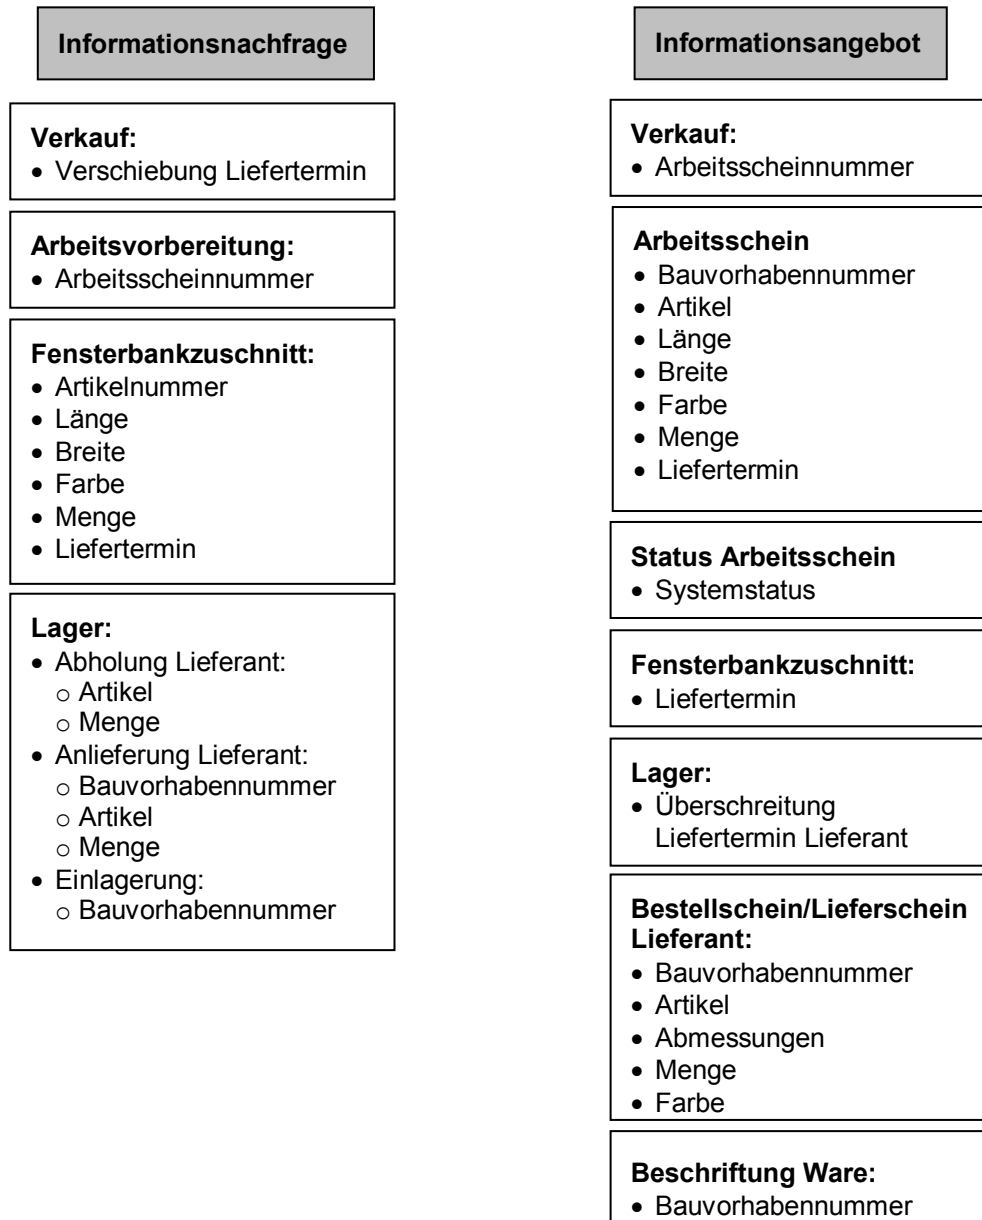 Informationsnachfrage
Verkauf:
• Verschiebung Liefertermin
Arbeitsvorbereitung:
• Arbeitsscheinnummer
Fensterbankzuschnitt:
• Artikelnummer
• Länge
• Breite
• Farbe
• Menge
• Liefertermin
Lager:
• Abholung Lieferant:
o Artikel
o Menge
• Anlieferung Lieferant:
o Bauvorhabennummer
o Artikel
o Menge
• Einlagerung:
o Bauvorhabennummer
Informationsangebot
Verkauf:
• Arbeitsscheinnummer
Arbeitsschein
• Bauvorhabennummer
• Artikel
• Länge
• Breite
• Farbe
• Menge
• Liefertermin
Status Arbeitsschein
• Systemstatus
Fensterbankzuschnitt:
• Liefertermin
Lager:
• Überschreitung
Liefertermin Lieferant
Bestellschein/Lieferschein
Lieferant:
• Bauvorhabennummer
• Artikel
• Abmessungen
• Menge
• Farbe
Beschriftung Ware:
• Bauvorhabennummer